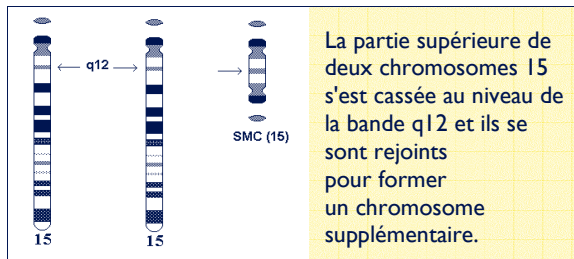 q12
SMC (15)
15
15
La partie supérieure de
deux chromosomes 15
s'est cassée au niveau de
la bande q12 et ils se
sont rejoints
pour former
un chromosome
supplémentaire.